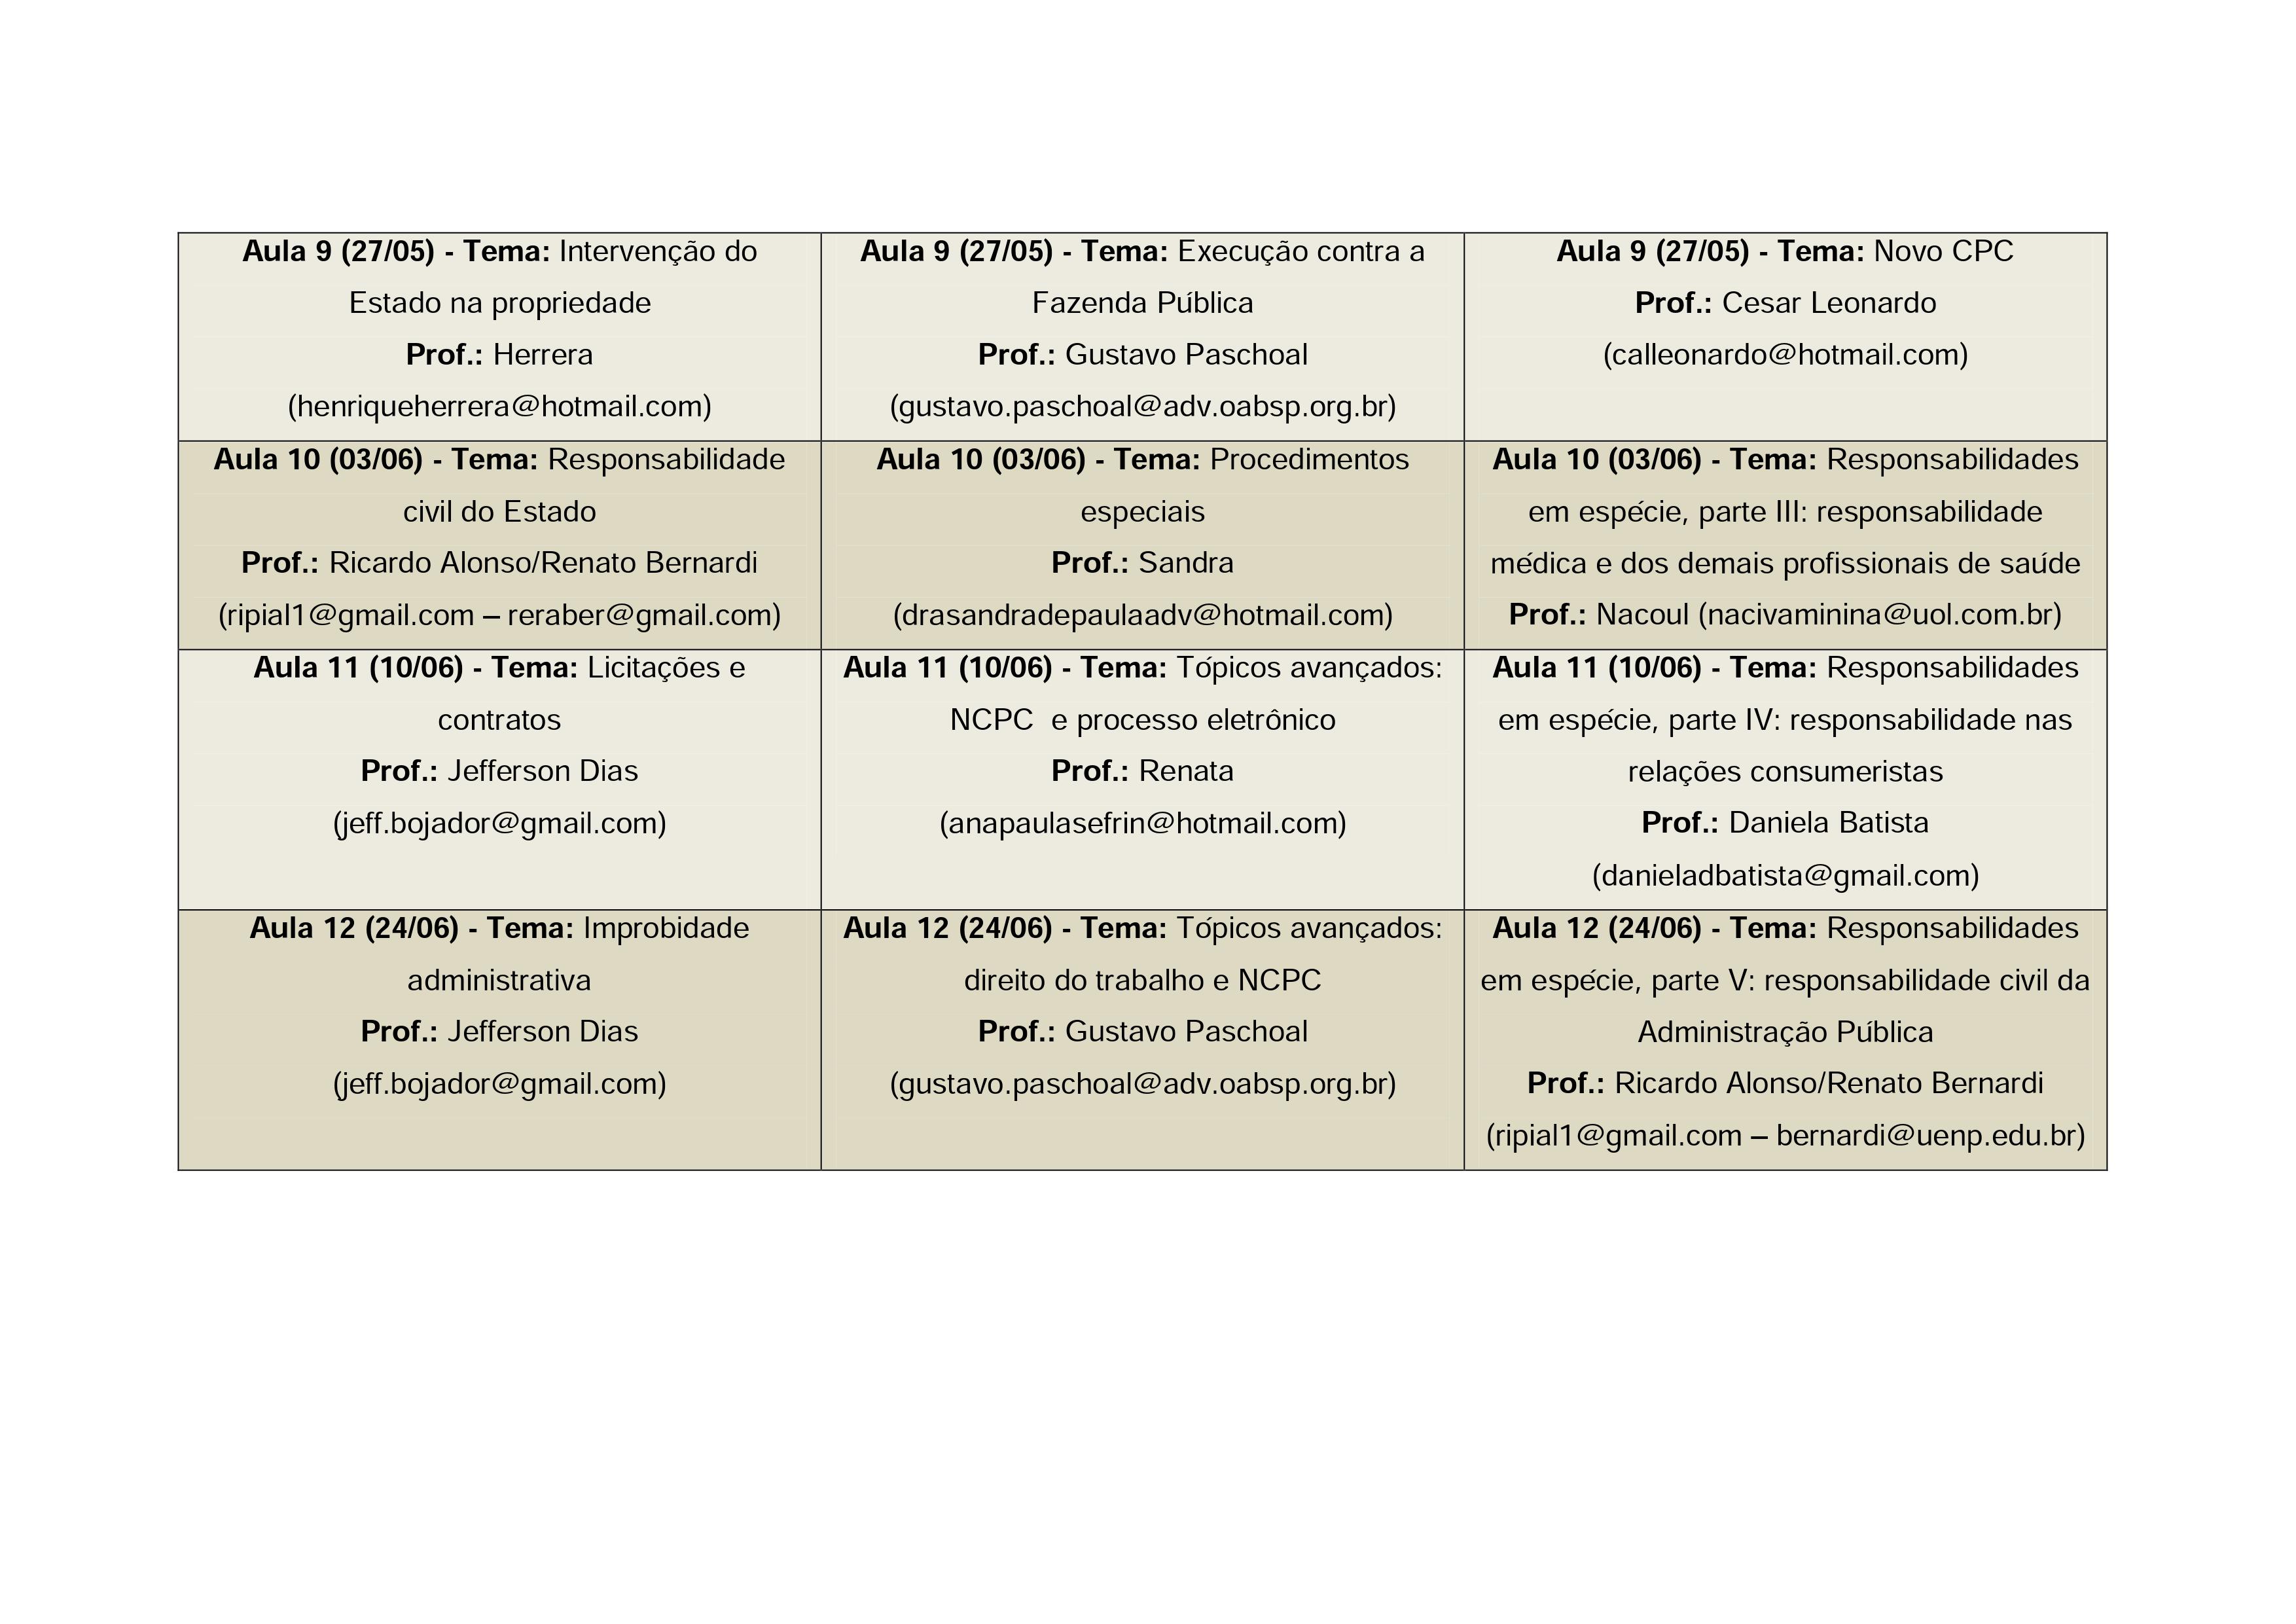 Aula 9 (27/05) - Tema: Intervenção do
Estado na propriedade
Prof.: Herrera
(henriqueherrera@hotmail.com)
Aula 9 (27/05) - Tema: Execução contra a
Fazenda Pública
Prof.: Gustavo Paschoal
(gustavo.paschoal@adv.oabsp.org.br)
Aula 9 (27/05) - Tema: Novo CPC
Prof.: Cesar Leonardo
(calleonardo@hotmail.com)
Aula 10 (03/06) - Tema: Responsabilidade
civil do Estado
Prof.: Ricardo Alonso/Renato Bernardi
(ripial1@gmail.com – reraber@gmail.com)
Aula 10 (03/06) - Tema: Procedimentos
especiais
Prof.: Sandra
(drasandradepaulaadv@hotmail.com)
Aula 10 (03/06) - Tema: Responsabilidades
em espécie, parte III: responsabilidade
médica e dos demais profissionais de saúde
Prof.: Nacoul (nacivaminina@uol.com.br)
Aula 11 (10/06) - Tema: Licitações e
contratos
Prof.: Jefferson Dias
(jeff.bojador@gmail.com)
Aula 11 (10/06) - Tema: Tópicos avançados:
NCPC  e processo eletrônico
Prof.: Renata
(anapaulasefrin@hotmail.com)
Aula 11 (10/06) - Tema: Responsabilidades
em espécie, parte IV: responsabilidade nas
relações consumeristas
Prof.: Daniela Batista
(danieladbatista@gmail.com)
Aula 12 (24/06) - Tema: Improbidade
administrativa
Prof.: Jefferson Dias
(jeff.bojador@gmail.com)
Aula 12 (24/06) - Tema: Tópicos avançados:
direito do trabalho e NCPC
Prof.: Gustavo Paschoal
(gustavo.paschoal@adv.oabsp.org.br)
Aula 12 (24/06) - Tema: Responsabilidades
em espécie, parte V: responsabilidade civil da
Administração Pública
Prof.: Ricardo Alonso/Renato Bernardi
(ripial1@gmail.com – bernardi@uenp.edu.br)